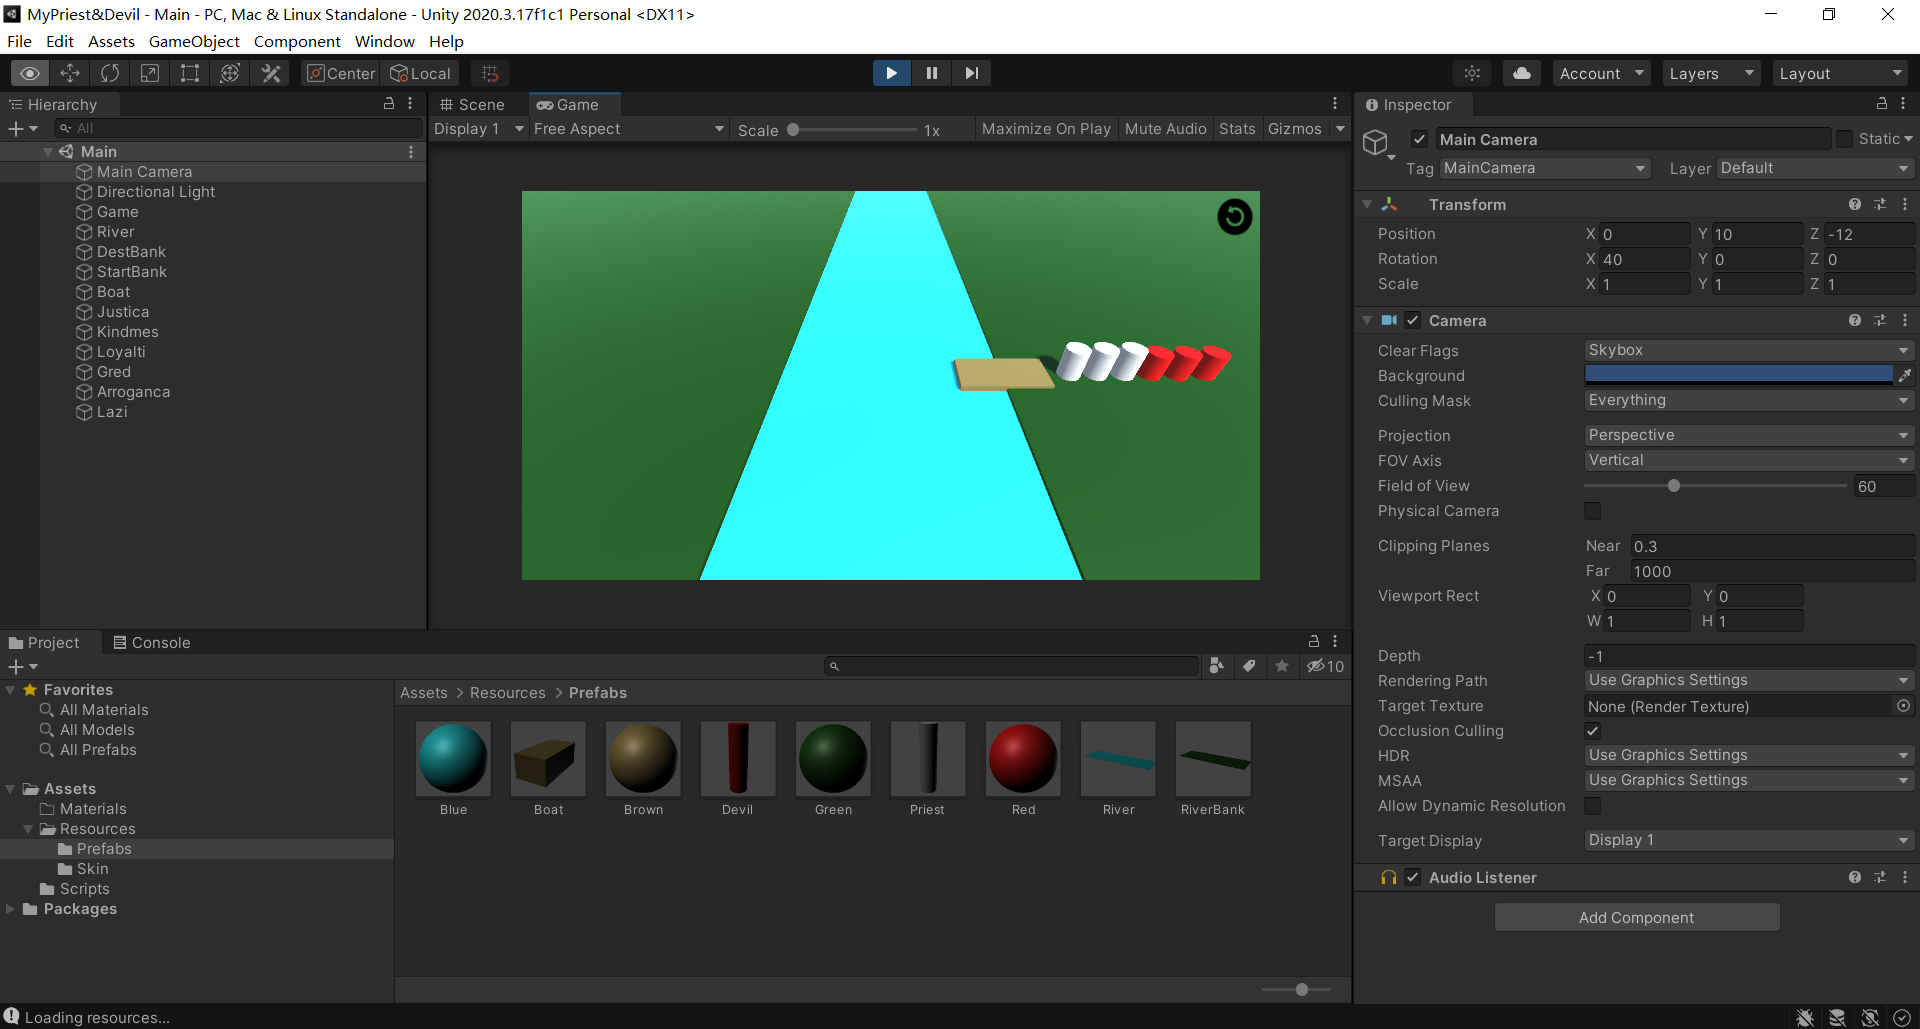 MyPriest&Devil - Main - PC, Mac & Linux Standalone - Unity 2020.3.17f1c1 Personal <DX11>
File Edit Assets GameObject Component Window Help
Center Local Account Layers Layout
Hierarchy
All
Main
Main Camera
Directional Light
Game
River
DestBank
StartBank
Boat
Justica
Kindmes
Loyalti
Gred
Arroganca
Lazi
Scene Game
Display 1 Free Aspect Scale 1x Maximize On Play Mute Audio Stats Gizmos
Inspector
Main Camera Static
Tag MainCamera Layer Default
Transform
Position X 0 Y 10 Z -12
Rotation X 40 Y 0 Z 0
Scale X 1 Y 1 Z 1
Camera
Clear Flags Skybox
Background
Culling Mask Everything
Projection Perspective
FOV Axis Vertical
Field of View 60
Physical Camera
Clipping Planes Near 0.3
Far 1000
Viewport Rect X 0 Y 0
W 1 H 1
Depth -1
Rendering Path Use Graphics Settings
Target Texture None (Render Texture)
Occlusion Culling
HDR Use Graphics Settings
MSAA Use Graphics Settings
Allow Dynamic Resolution
Target Display Display 1
Audio Listener
Add Component
Project Console
10
Favorites
All Materials
All Models
All Prefabs
Assets
Materials
Resources
Prefabs
Skin
Scripts
Packages
Assets > Resources > Prefabs
Blue Boat Brown Devil Green Priest Red River RiverBank
Loading resources...